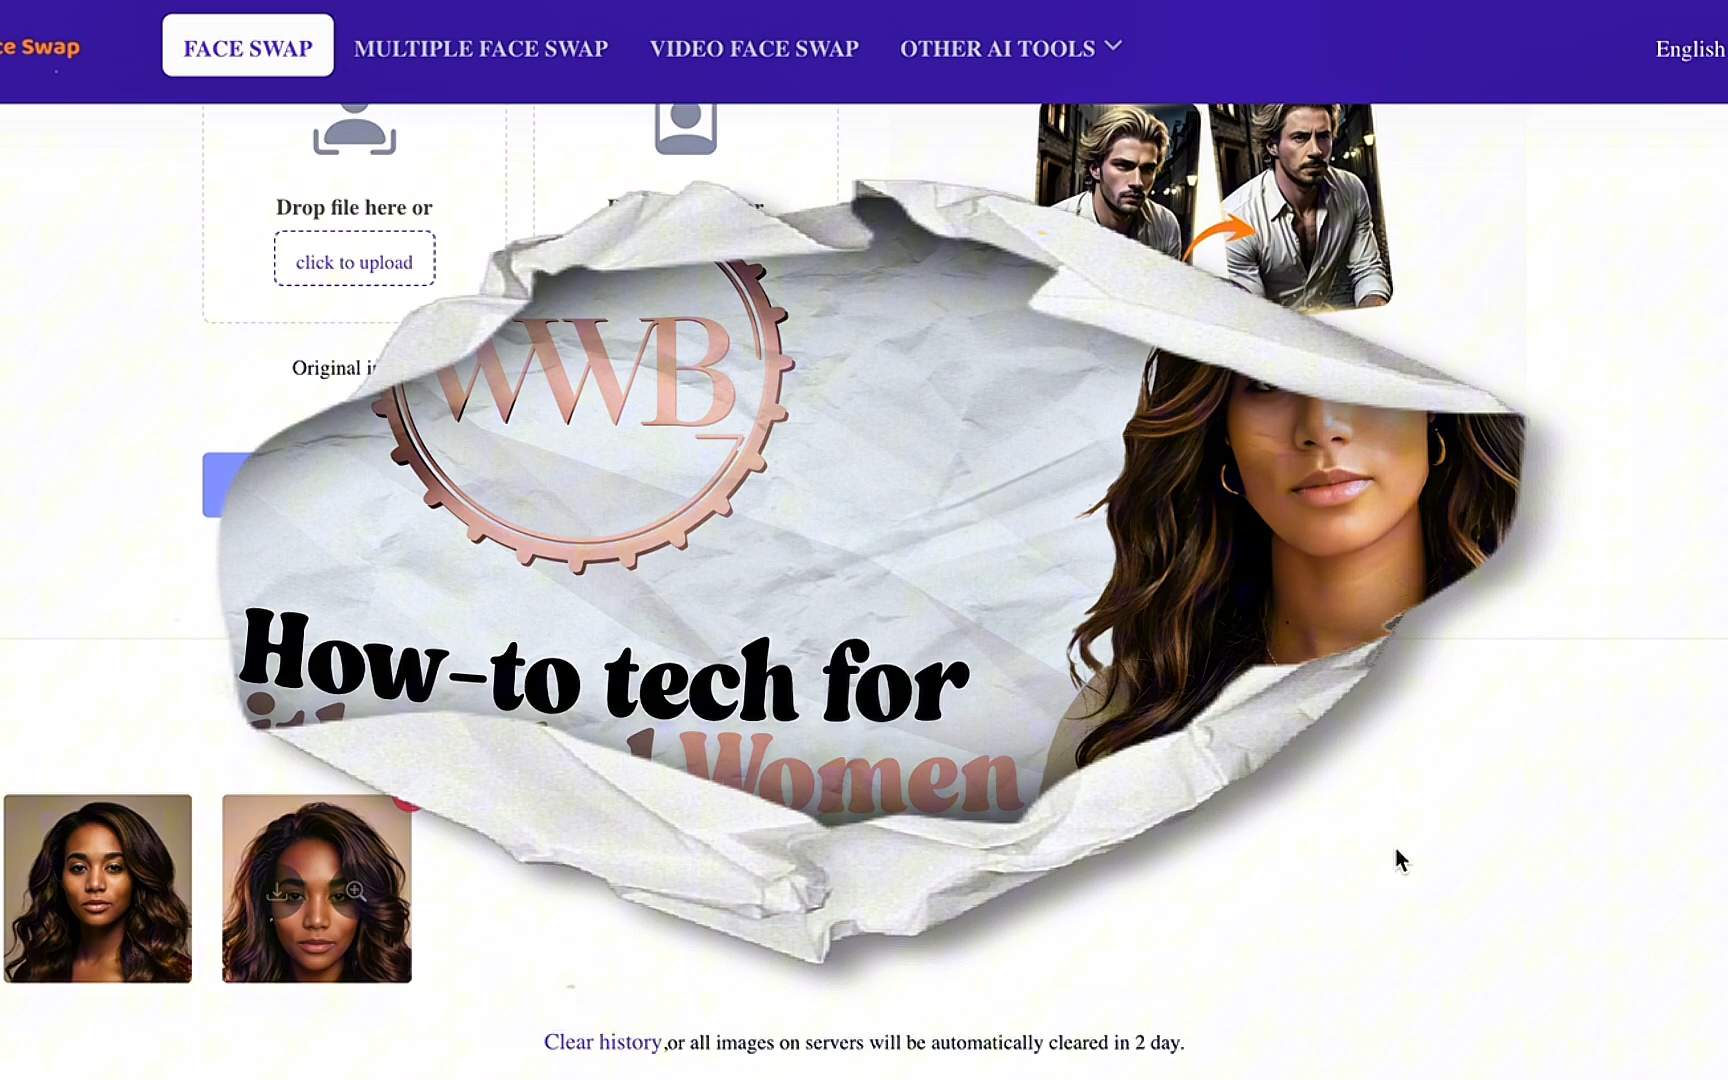 ce Swap
FACE SWAP
MULTIPLE FACE SWAP
VIDEO FACE SWAP
OTHER AI TOOLS
English
Drop file here or
click to upload
Original i
WWB
How-to tech for
Women
Clear history,or all images on servers will be automatically cleared in 2 day.